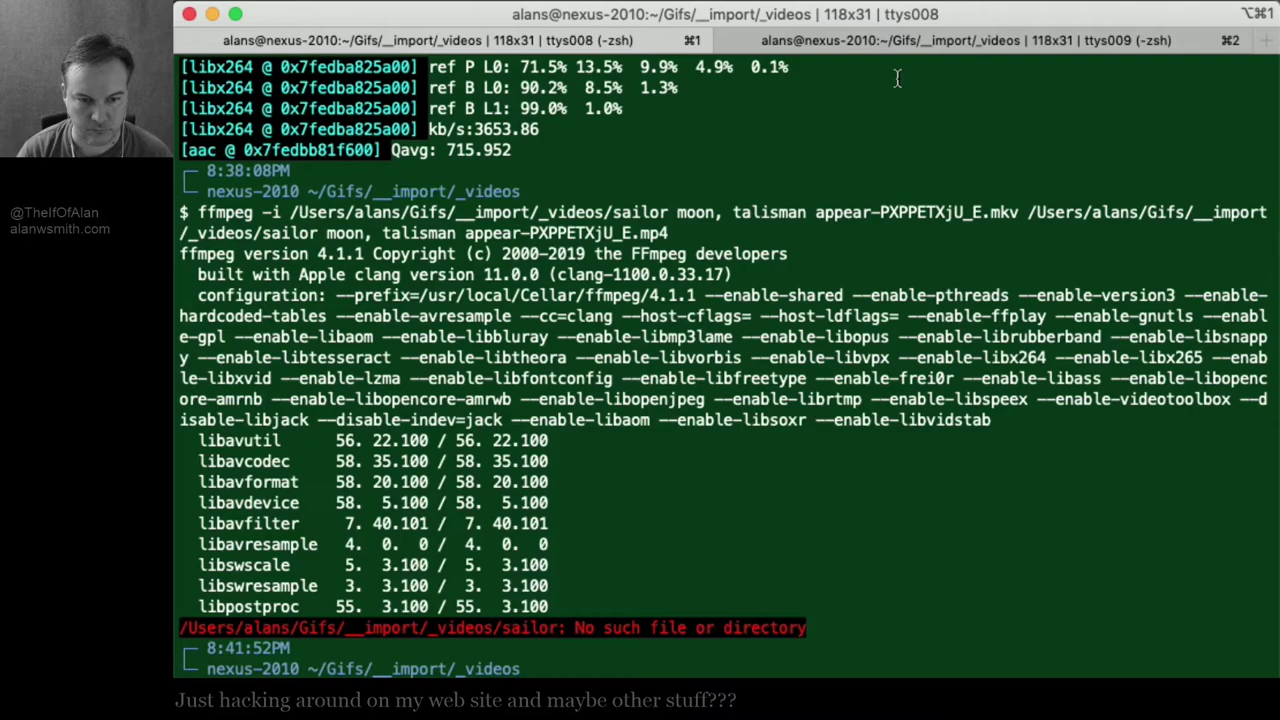 alans@nexus-2010:~/Gifs/__import/_videos | 118x31 | ttys008
⌥⌘1
alans@nexus-2010:~/Gifs/__import/_videos | 118x31 | ttys008 (-zsh)
⌘1
alans@nexus-2010:~/Gifs/__import/_videos | 118x31 | ttys009 (-zsh)
⌘2
[libx264 @ 0x7fedba825a00] ref P L0: 71.5% 13.5%  9.9%  4.9%  0.1%
[libx264 @ 0x7fedba825a00] ref B L0: 90.2%  8.5%  1.3%
[libx264 @ 0x7fedba825a00] ref B L1: 99.0%  1.0%
[libx264 @ 0x7fedba825a00] kb/s:3653.86
[aac @ 0x7fedbb81f600] Qavg: 715.952
8:38:08PM
nexus-2010 ~/Gifs/__import/_videos
$ ffmpeg -i /Users/alans/Gifs/__import/_videos/sailor moon, talisman appear-PXPPETXjU_E.mkv /Users/alans/Gifs/__import
/_videos/sailor moon, talisman appear-PXPPETXjU_E.mp4
ffmpeg version 4.1.1 Copyright (c) 2000-2019 the FFmpeg developers
built with Apple clang version 11.0.0 (clang-1100.0.33.17)
configuration: --prefix=/usr/local/Cellar/ffmpeg/4.1.1 --enable-shared --enable-pthreads --enable-version3 --enable-
hardcoded-tables --enable-avresample --cc=clang --host-cflags= --host-ldflags= --enable-ffplay --enable-gnutls --enabl
e-gpl --enable-libaom --enable-libbluray --enable-libmp3lame --enable-libopus --enable-librubberband --enable-libsnapp
y --enable-libtesseract --enable-libtheora --enable-libvorbis --enable-libvpx --enable-libx264 --enable-libx265 --enab
le-libxvid --enable-lzma --enable-libfontconfig --enable-libfreetype --enable-frei0r --enable-libass --enable-libopenc
ore-amrnb --enable-libopencore-amrwb --enable-libopenjpeg --enable-librtmp --enable-libspeex --enable-videotoolbox --d
isable-libjack --disable-indev=jack --enable-libaom --enable-libsoxr --enable-libvidstab
libavutil      56. 22.100 / 56. 22.100
libavcodec     58. 35.100 / 58. 35.100
libavformat    58. 20.100 / 58. 20.100
libavdevice    58.  5.100 / 58.  5.100
libavfilter     7. 40.101 /  7. 40.101
libavresample   4.  0.  0 /  4.  0.  0
libswscale      5.  3.100 /  5.  3.100
libswresample   3.  3.100 /  3.  3.100
libpostproc    55.  3.100 / 55.  3.100
/Users/alans/Gifs/__import/_videos/sailor: No such file or directory
8:41:52PM
nexus-2010 ~/Gifs/__import/_videos
@TheIfOfAlan
alanwsmith.com
Just hacking around on my web site and maybe other stuff???